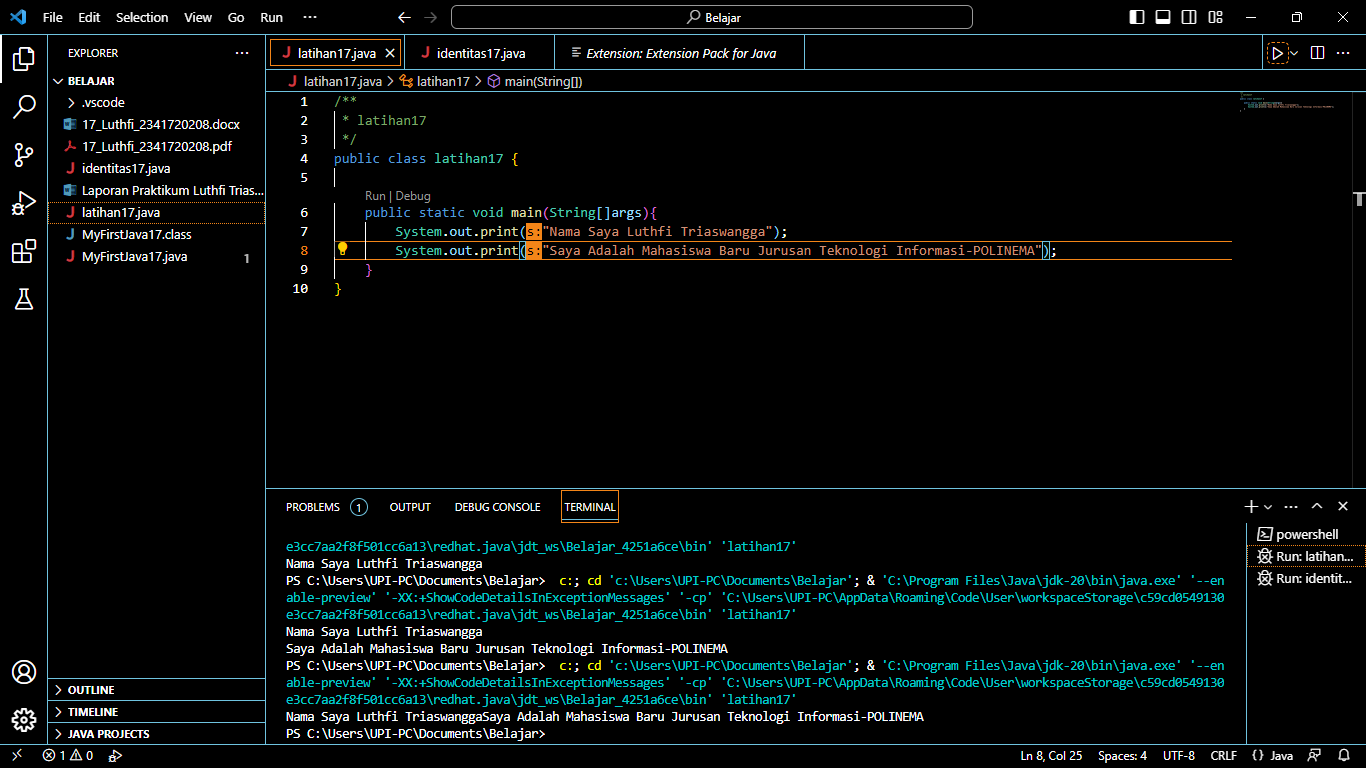 File Edit Selection View Go Run ···
Belajar
EXPLORER ···
BELAJAR
.vscode
17_Luthfi_2341720208.docx
17_Luthfi_2341720208.pdf
identitas17.java
Laporan Praktikum Luthfi Trias...
latihan17.java
MyFirstJava17.class
MyFirstJava17.java 1
OUTLINE
TIMELINE
JAVA PROJECTS
latihan17.java
identitas17.java
Extension: Extension Pack for Java
latihan17.java > latihan17 > main(String[])
1 /**
2  * latihan17
3  */
4 public class latihan17 {
5
Run | Debug
6     public static void main(String[]args){
7         System.out.print(s:"Nama Saya Luthfi Triaswangga");
8         System.out.print(s:"Saya Adalah Mahasiswa Baru Jurusan Teknologi Informasi-POLINEMA");
9     }
10 }
PROBLEMS 1 OUTPUT DEBUG CONSOLE TERMINAL
e3cc7aa2f8f501cc6a13\redhat.java\jdt_ws\Belajar_4251a6ce\bin' 'latihan17'
Nama Saya Luthfi Triaswangga
PS C:\Users\UPI-PC\Documents\Belajar>  c:; cd 'c:\Users\UPI-PC\Documents\Belajar'; & 'C:\Program Files\Java\jdk-20\bin\java.exe' '--en
able-preview' '-XX:+ShowCodeDetailsInExceptionMessages' '-cp' 'C:\Users\UPI-PC\AppData\Roaming\Code\User\workspaceStorage\c59cd0549130
e3cc7aa2f8f501cc6a13\redhat.java\jdt_ws\Belajar_4251a6ce\bin' 'latihan17'
Nama Saya Luthfi Triaswangga
Saya Adalah Mahasiswa Baru Jurusan Teknologi Informasi-POLINEMA
PS C:\Users\UPI-PC\Documents\Belajar>  c:; cd 'c:\Users\UPI-PC\Documents\Belajar'; & 'C:\Program Files\Java\jdk-20\bin\java.exe' '--en
able-preview' '-XX:+ShowCodeDetailsInExceptionMessages' '-cp' 'C:\Users\UPI-PC\AppData\Roaming\Code\User\workspaceStorage\c59cd0549130
e3cc7aa2f8f501cc6a13\redhat.java\jdt_ws\Belajar_4251a6ce\bin' 'latihan17'
Nama Saya Luthfi TriaswanggaSaya Adalah Mahasiswa Baru Jurusan Teknologi Informasi-POLINEMA
PS C:\Users\UPI-PC\Documents\Belajar>
powershell
Run: latihan...
Run: identit...
1 0
Ln 8, Col 25 Spaces: 4 UTF-8 CRLF {} Java